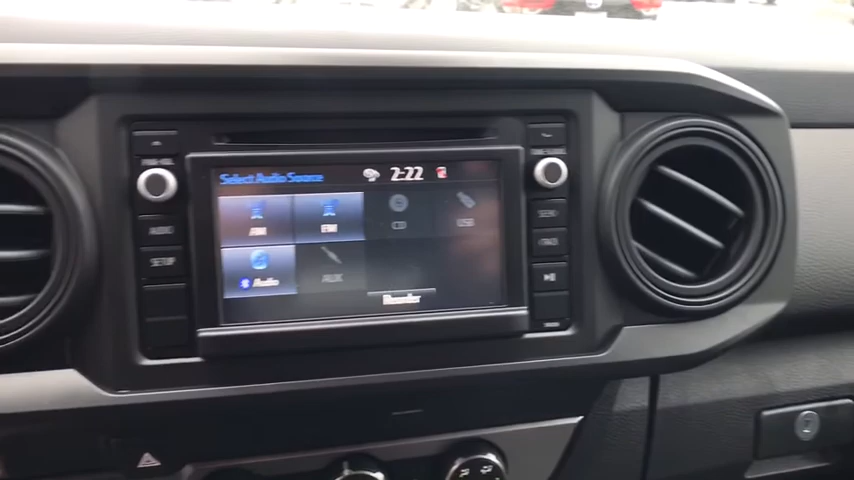 Select Audio Source 2:22
AM FM CD USB
Audio AUX
Reorder
AUDIO
SETUP
SEEK
TRACK